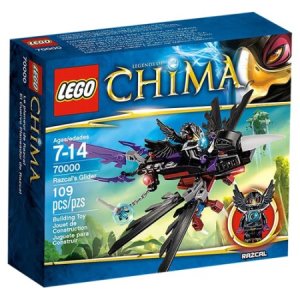 LEGO
LEGENDS OF
CHIMA
Ages/edades
7-14
70000
Razcal's Glider
109
pcs/pzs
Building Toy
Jouet de Construction
Juguete para Construir
RAZCAL
LEGO
70000